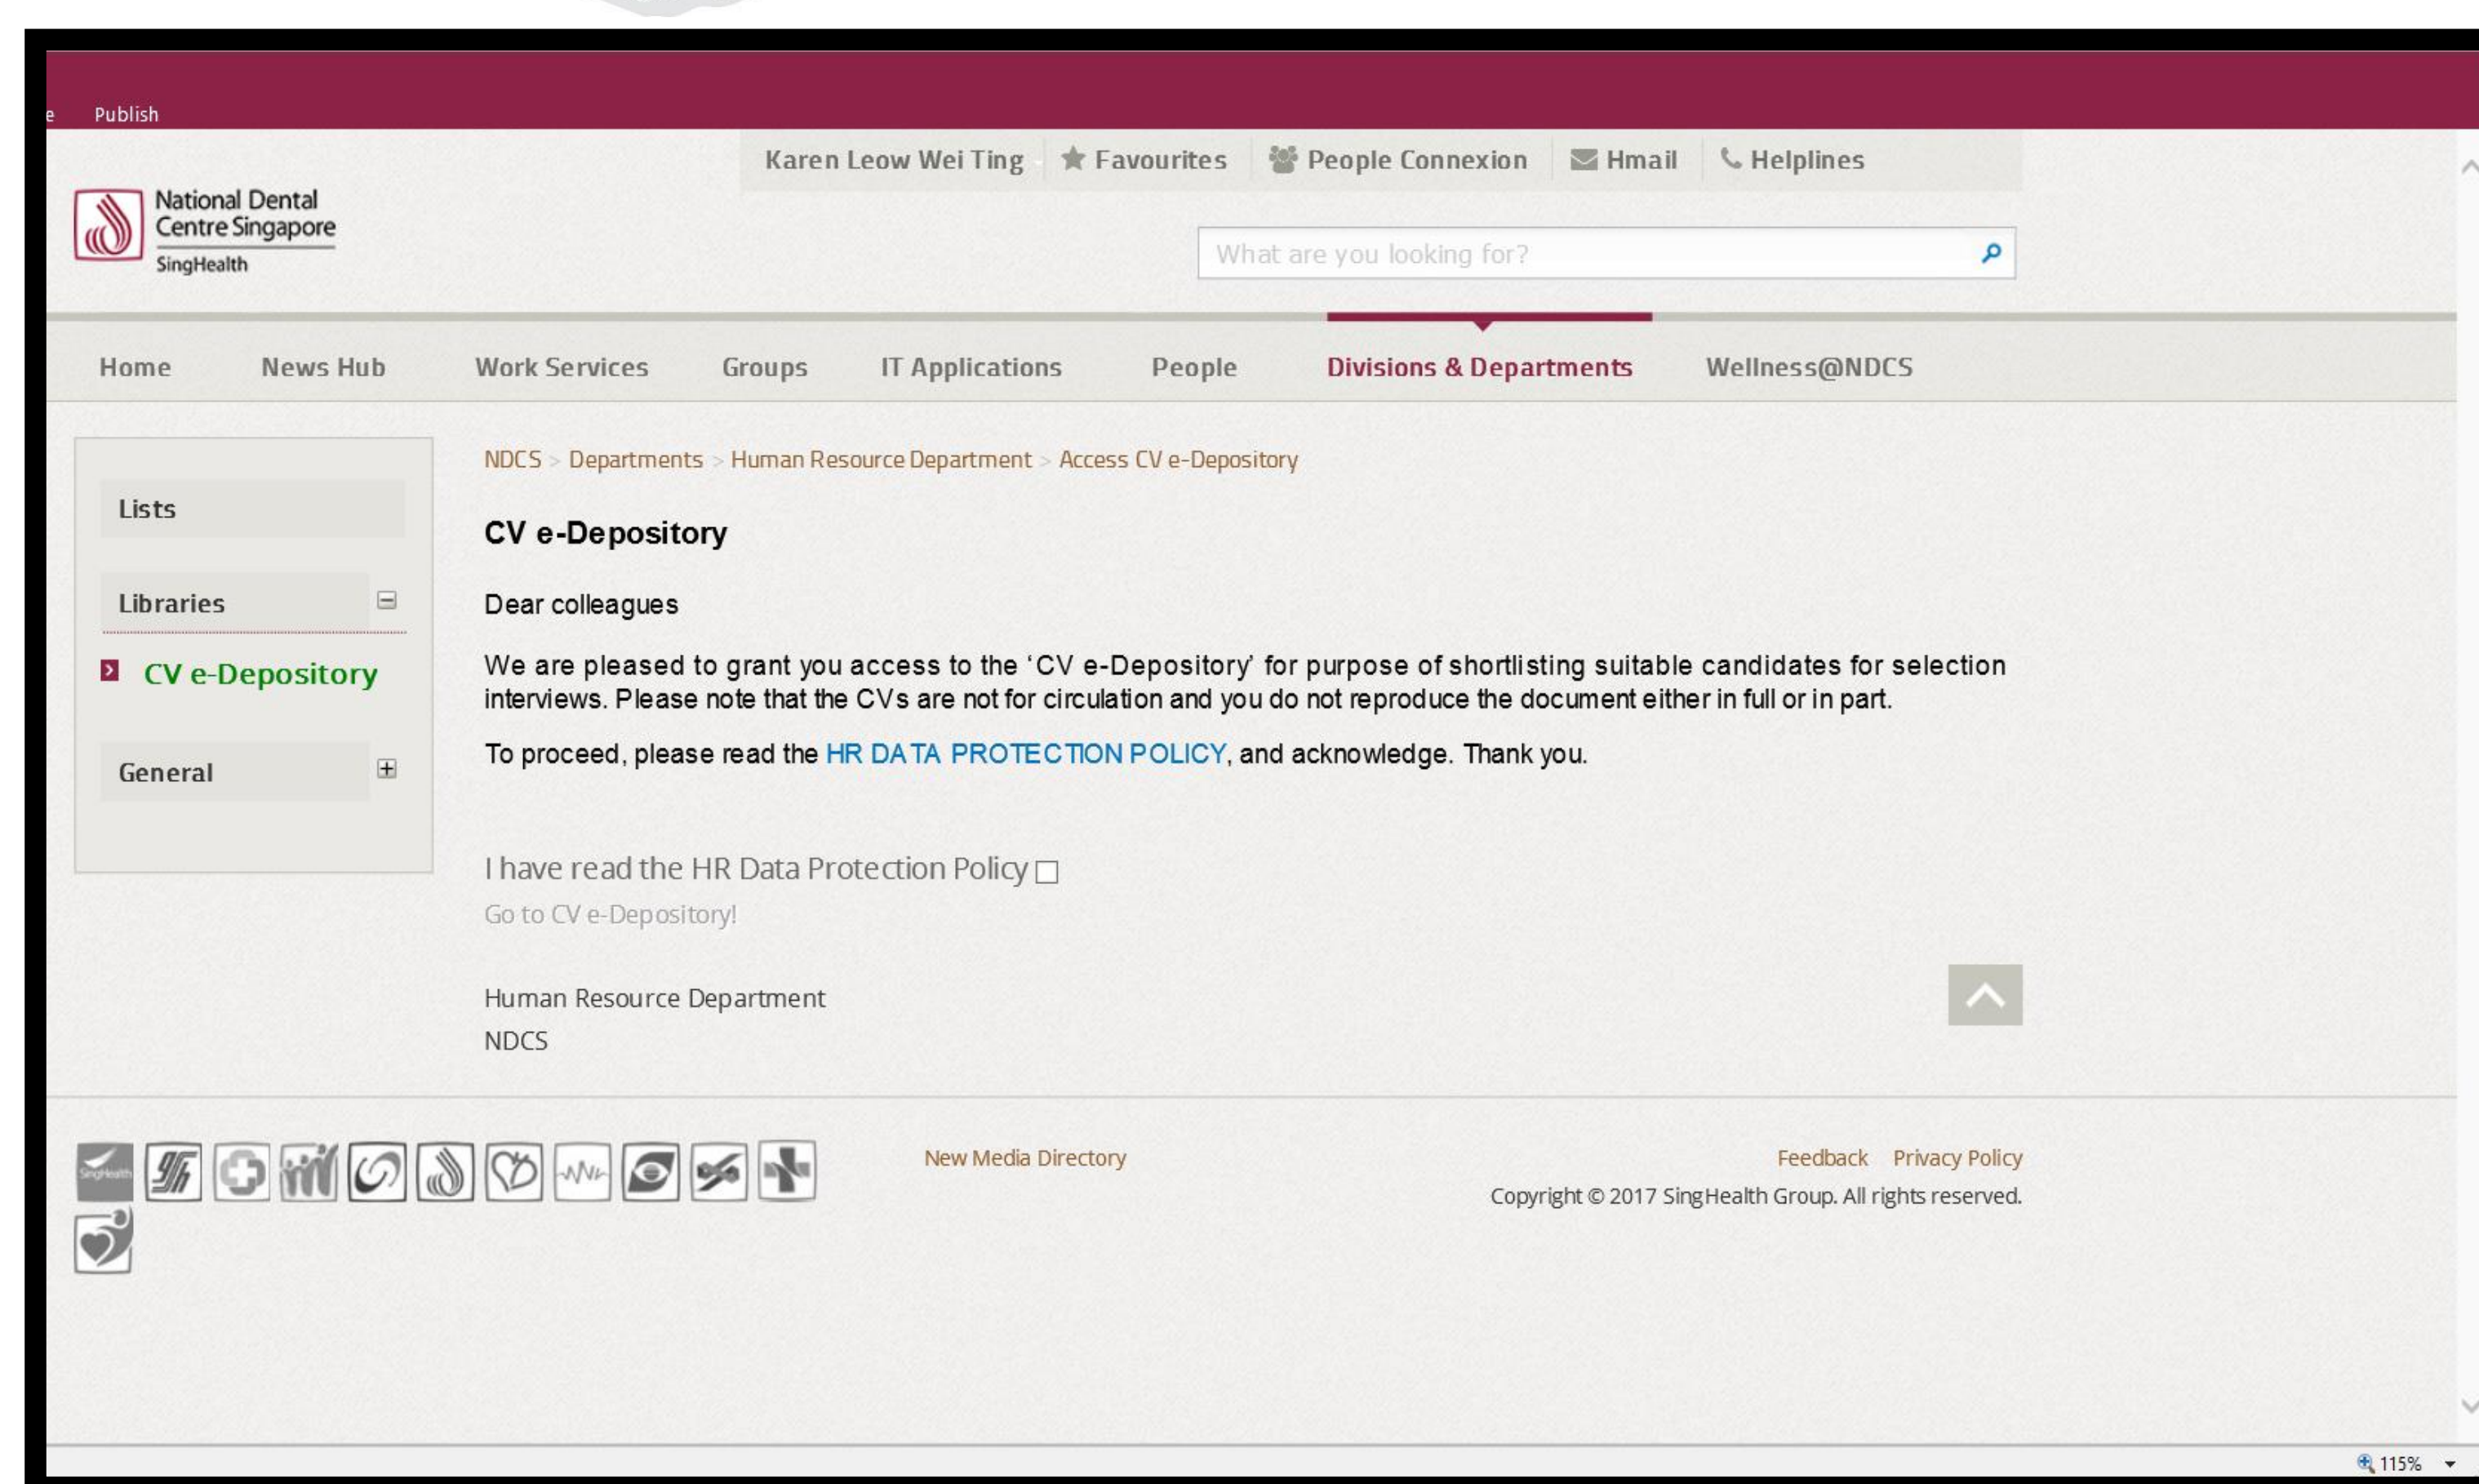 e Publish
Karen Leow Wei Ting Favourites People Connexion Hmail Helplines
National Dental
Centre Singapore
SingHealth
What are you looking for?
Home News Hub Work Services Groups IT Applications People Divisions & Departments Wellness@NDCS
NDCS > Departments > Human Resource Department > Access CV e-Depository
Lists
Libraries
CV e-Depository
General
CV e-Depository
Dear colleagues
We are pleased to grant you access to the ‘CV e-Depository’ for purpose of shortlisting suitable candidates for selection
interviews. Please note that the CVs are not for circulation and you do not reproduce the document either in full or in part.
To proceed, please read the HR DATA PROTECTION POLICY, and acknowledge. Thank you.
I have read the HR Data Protection Policy
Go to CV e-Depository!
Human Resource Department
NDCS
SingHealth
New Media Directory
Feedback Privacy Policy
Copyright © 2017 SingHealth Group. All rights reserved.
115%